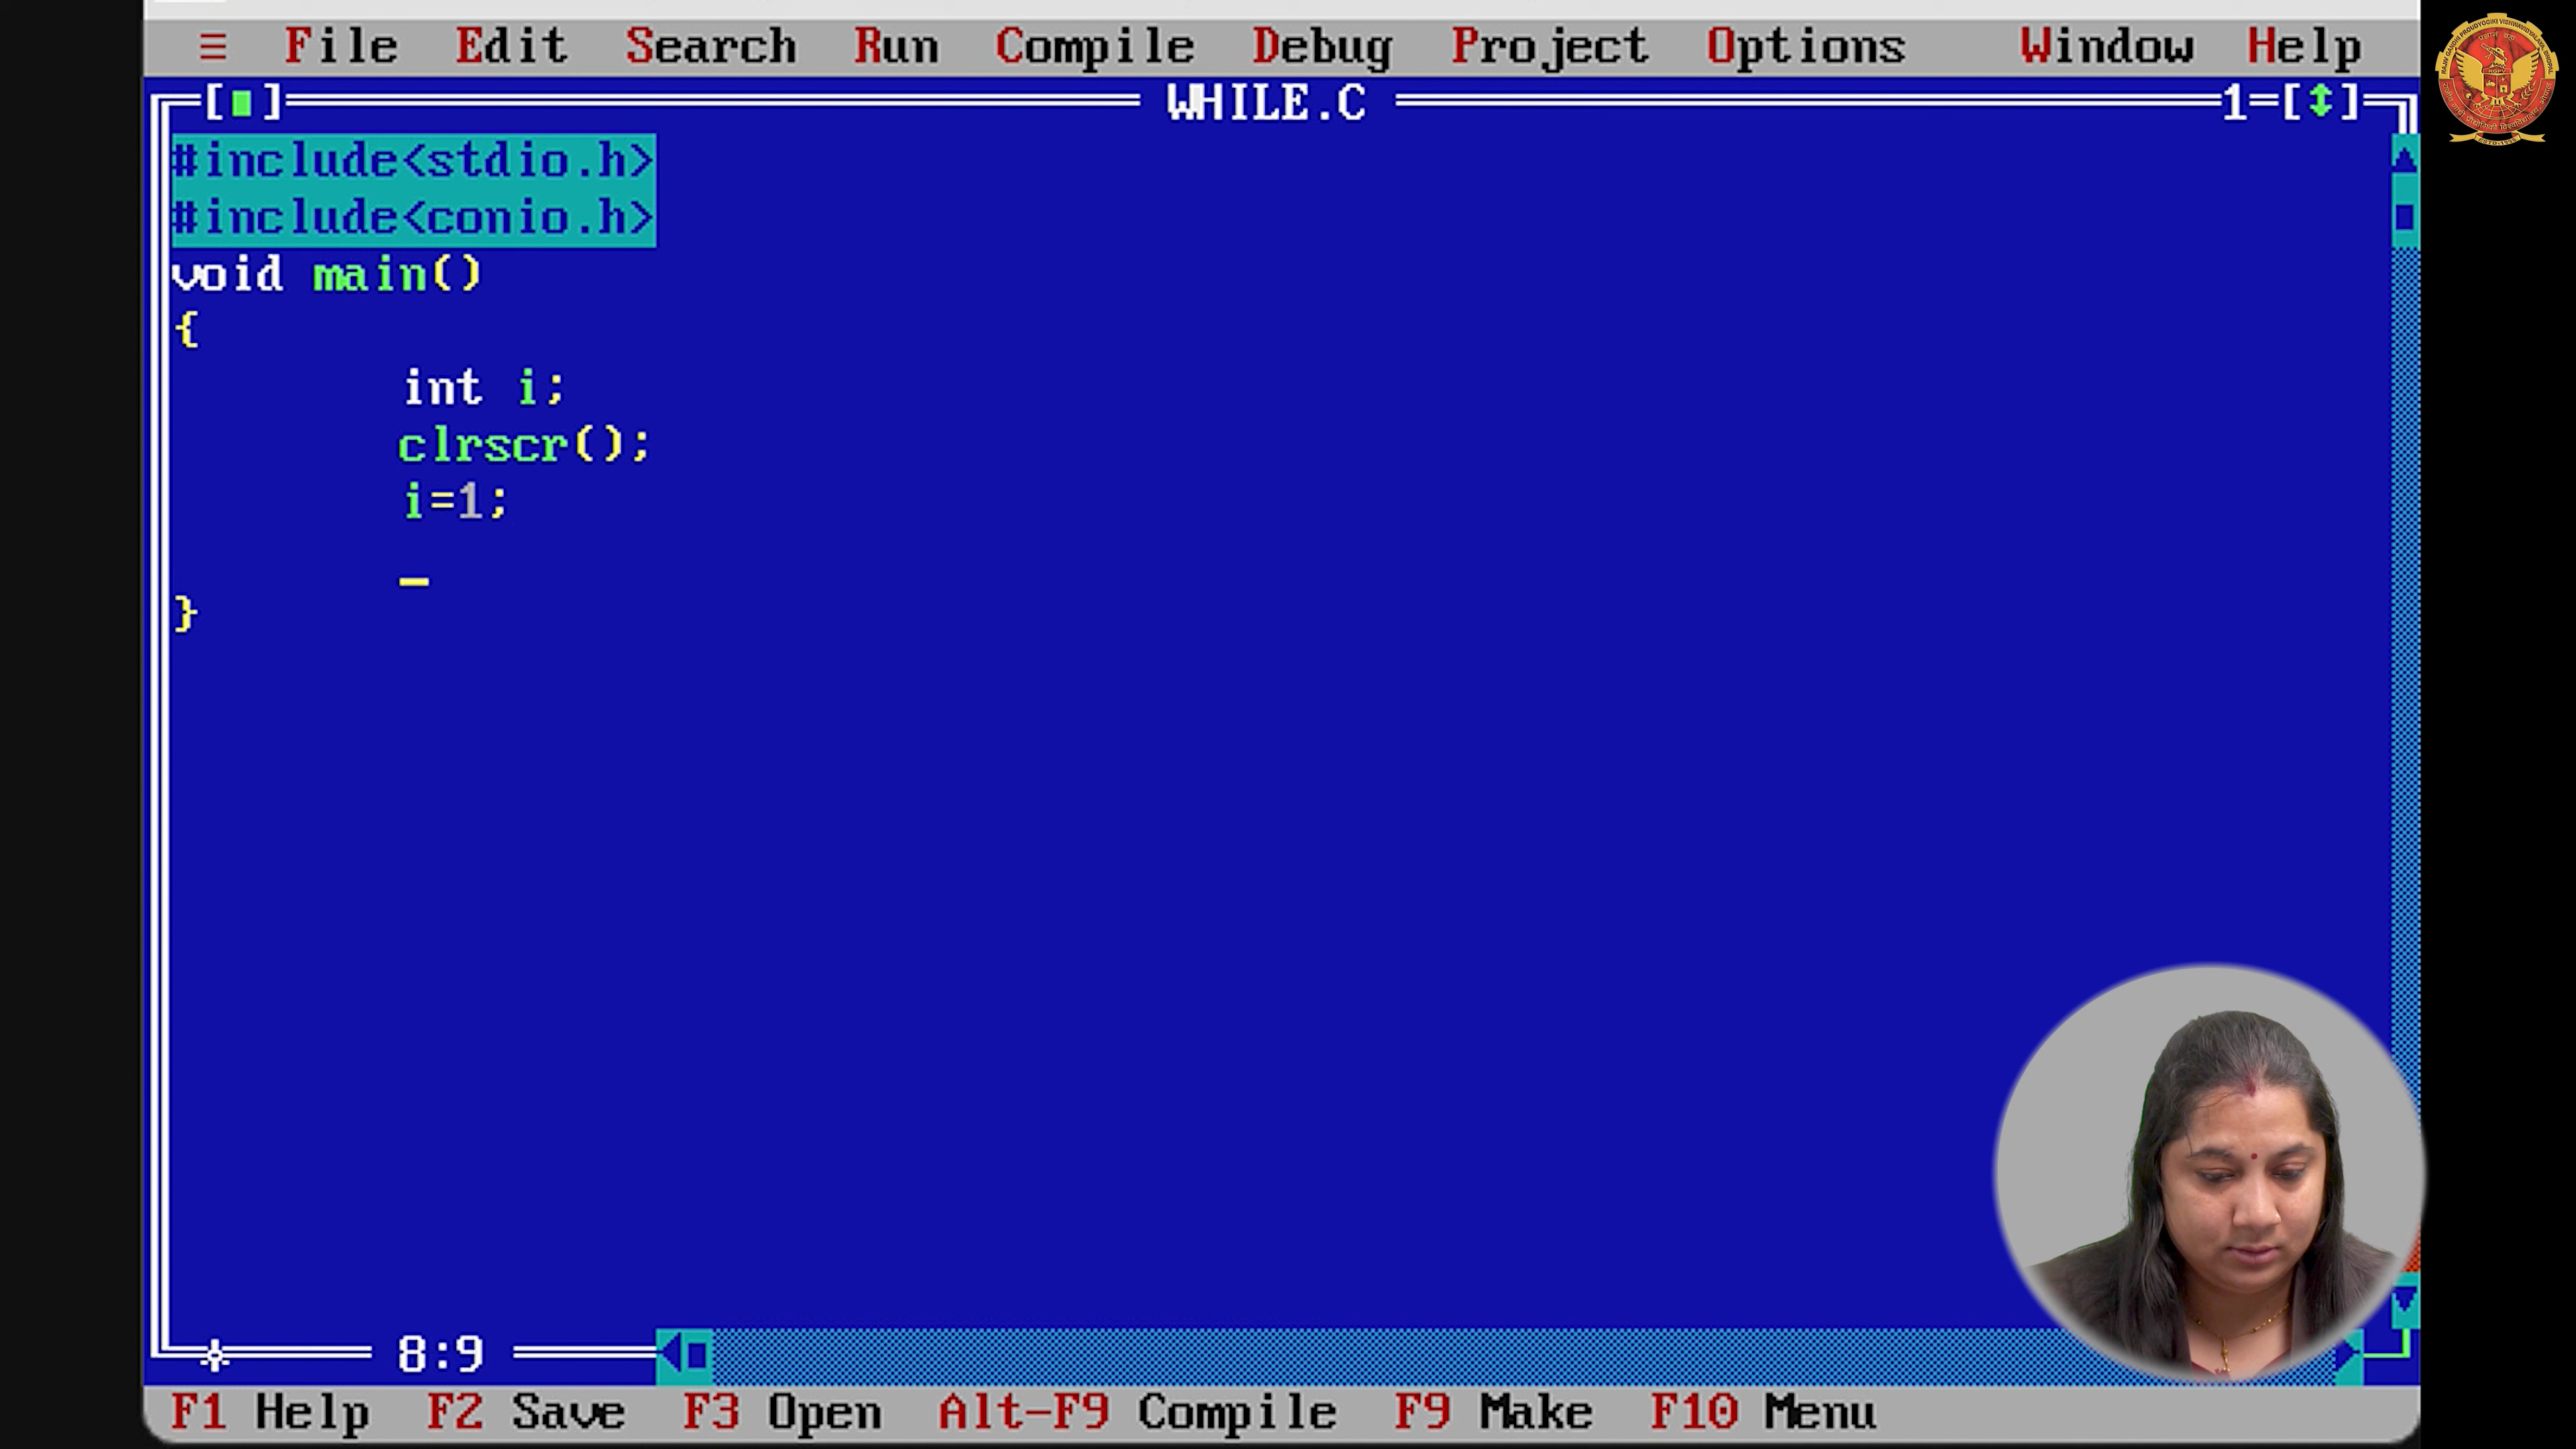 ≡ File Edit Search Run Compile Debug Project Options Window Help
[■] WHILE.C 1=[↕]
#include<stdio.h>
#include<conio.h>
void main()
{
int i;
clrscr();
i=1;
}
8:9
F1 Help F2 Save F3 Open Alt-F9 Compile F9 Make F10 Menu